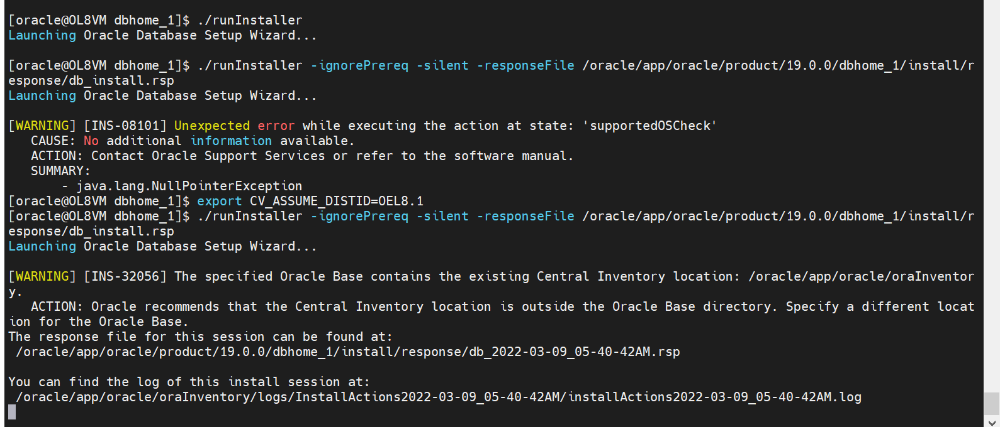 [oracle@OL8VM dbhome_1]$ ./runInstaller
Launching Oracle Database Setup Wizard...
[oracle@OL8VM dbhome_1]$ ./runInstaller -ignorePrereq -silent -responseFile /oracle/app/oracle/product/19.0.0/dbhome_1/install/r
esponse/db_install.rsp
Launching Oracle Database Setup Wizard...
[WARNING] [INS-08101] Unexpected error while executing the action at state: 'supportedOSCheck'
   CAUSE: No additional information available.
   ACTION: Contact Oracle Support Services or refer to the software manual.
   SUMMARY:
       - java.lang.NullPointerException
[oracle@OL8VM dbhome_1]$ export CV_ASSUME_DISTID=OEL8.1
[oracle@OL8VM dbhome_1]$ ./runInstaller -ignorePrereq -silent -responseFile /oracle/app/oracle/product/19.0.0/dbhome_1/install/r
esponse/db_install.rsp
Launching Oracle Database Setup Wizard...
[WARNING] [INS-32056] The specified Oracle Base contains the existing Central Inventory location: /oracle/app/oracle/oraInventor
y.
   ACTION: Oracle recommends that the Central Inventory location is outside the Oracle Base directory. Specify a different locat
ion for the Oracle Base.
The response file for this session can be found at:
 /oracle/app/oracle/product/19.0.0/dbhome_1/install/response/db_2022-03-09_05-40-42AM.rsp
You can find the log of this install session at:
 /oracle/app/oracle/oraInventory/logs/InstallActions2022-03-09_05-40-42AM/installActions2022-03-09_05-40-42AM.log